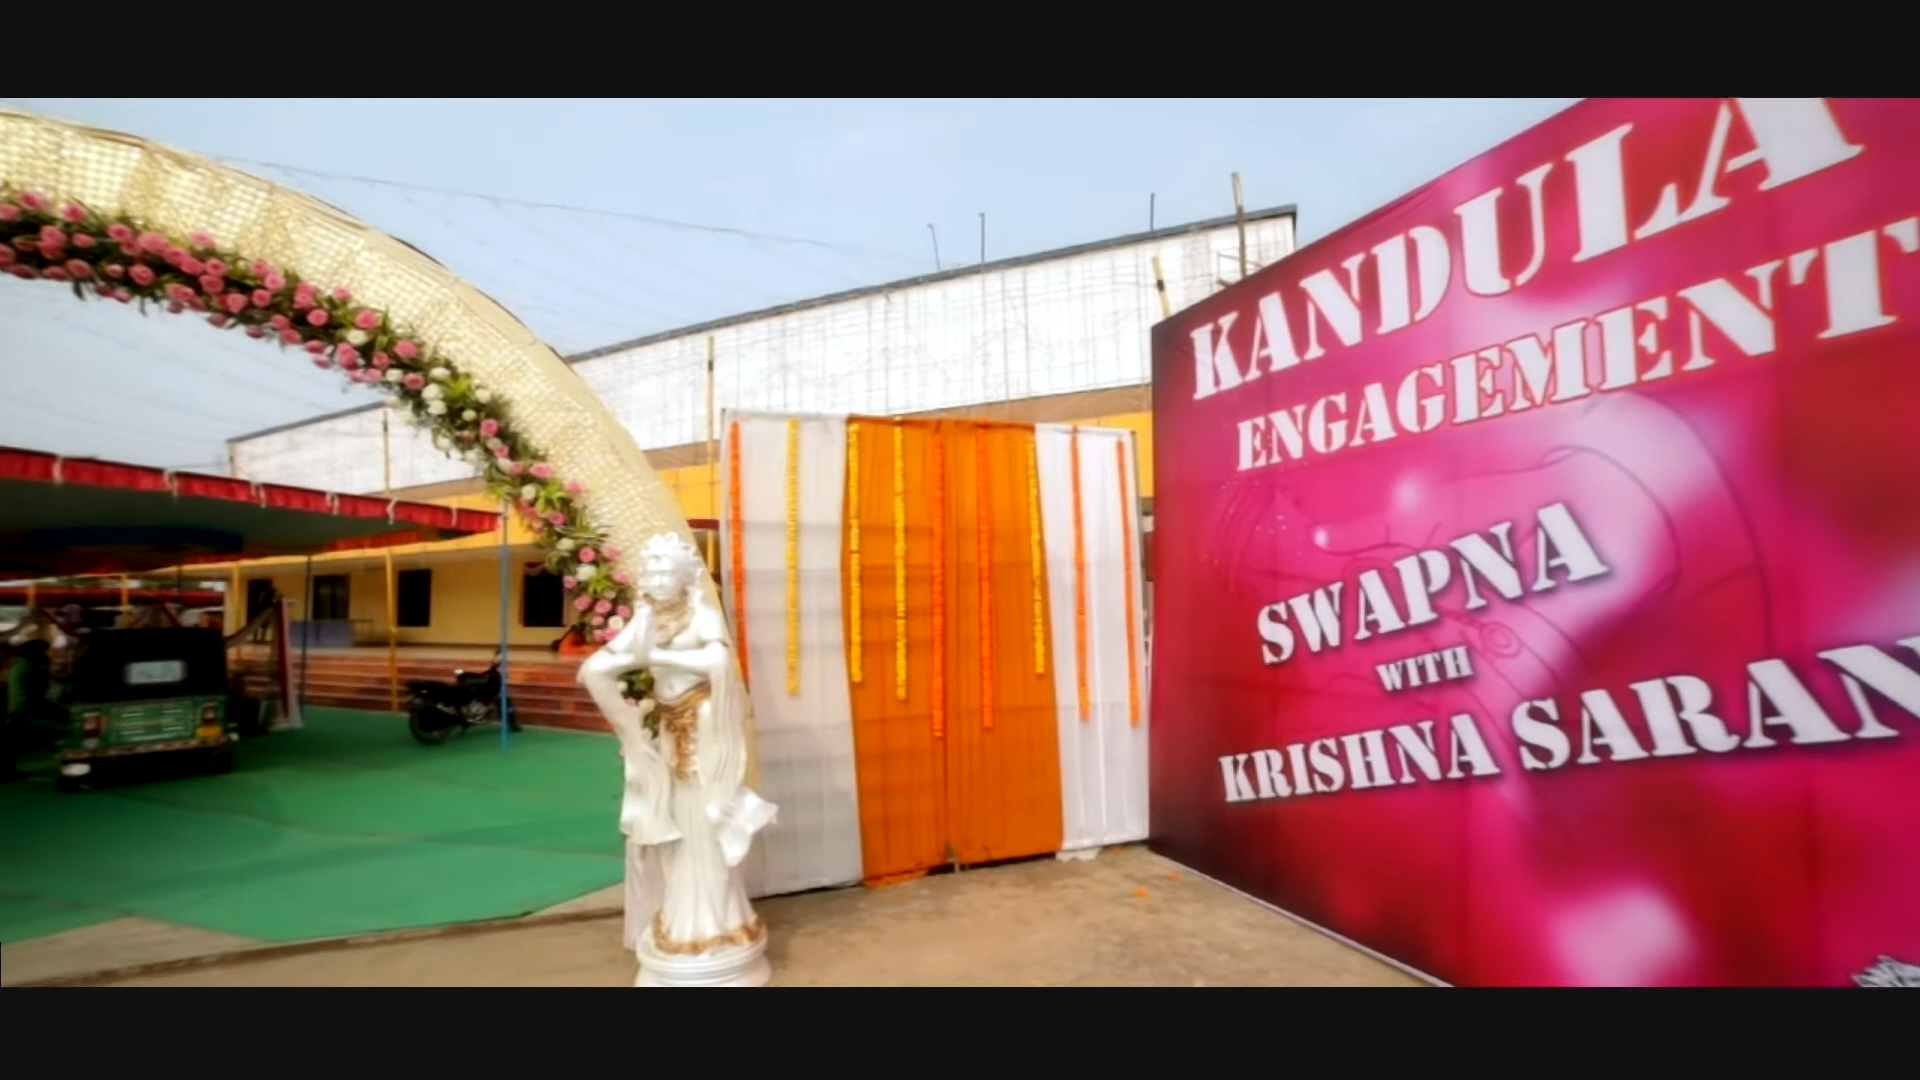 KANDULA
ENGAGEMENT
SWAPNA
WITH
KRISHNA SARAN